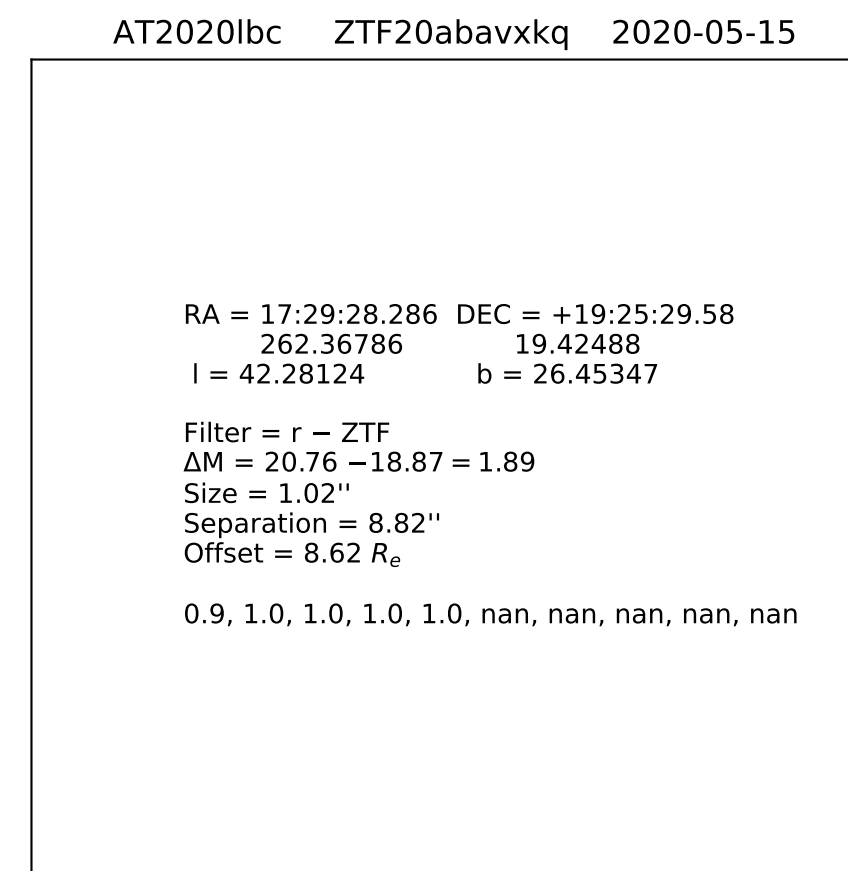 AT2020lbc ZTF20abavxkq 2020-05-15
RA = 17:29:28.286 DEC = +19:25:29.58
262.36786 19.42488
l = 42.28124 b = 26.45347
Filter = r − ZTF
ΔM = 20.76 −18.87 = 1.89
Size = 1.02''
Separation = 8.82''
Offset = 8.62 Re
0.9, 1.0, 1.0, 1.0, 1.0, nan, nan, nan, nan, nan